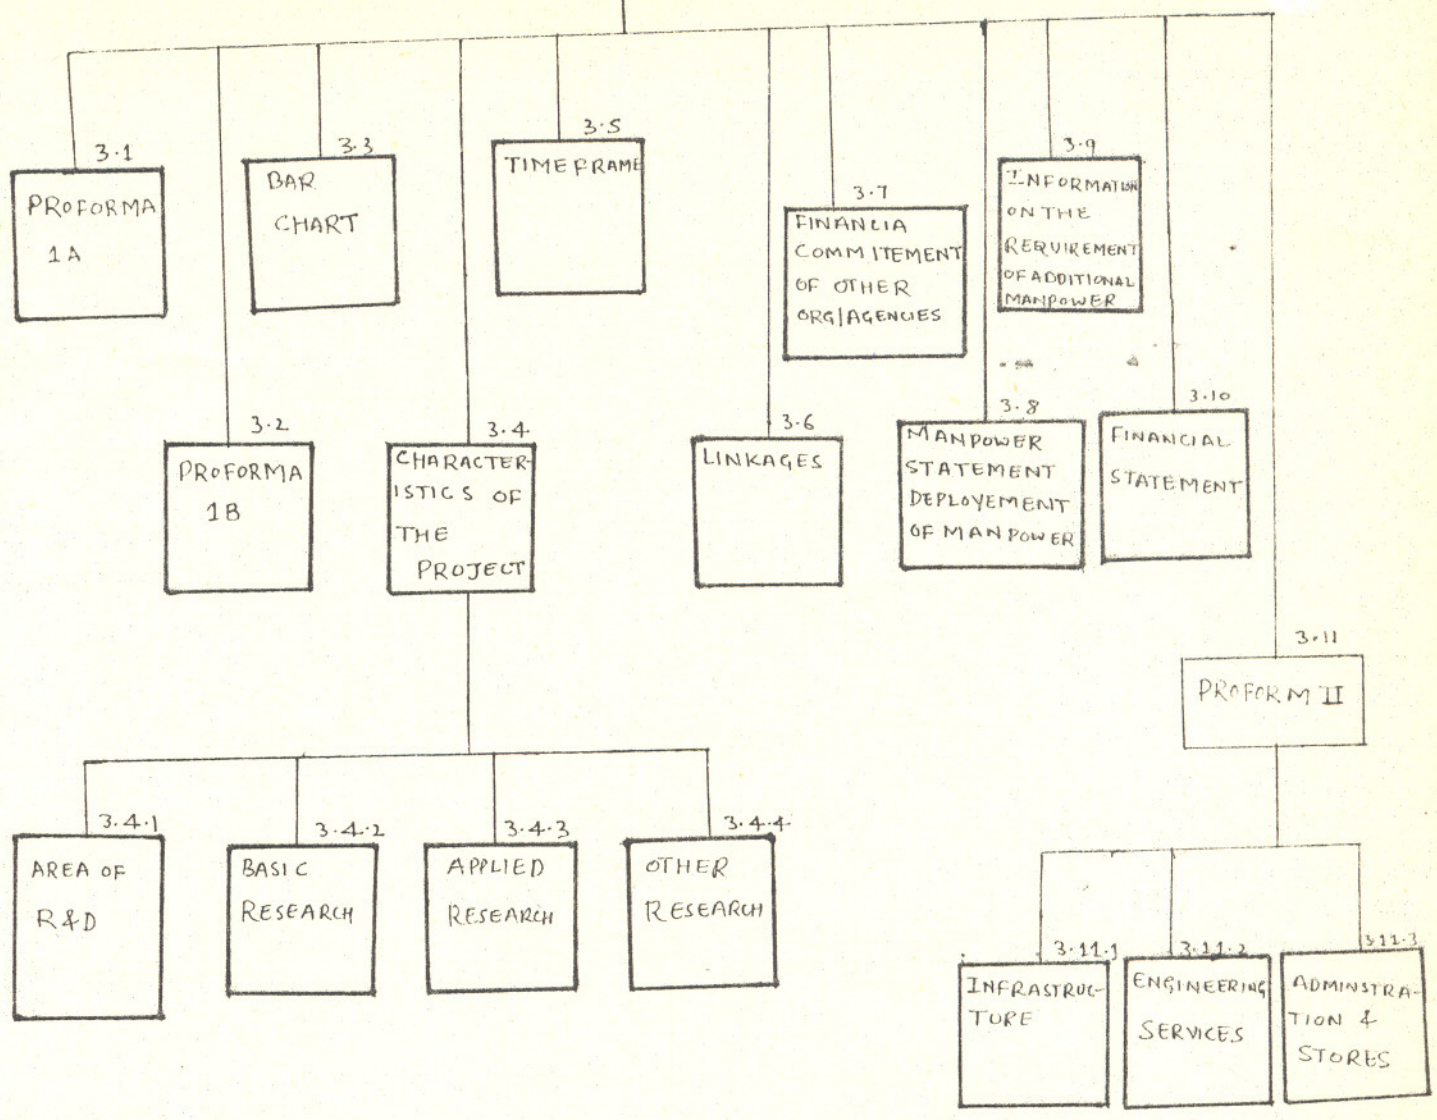 3.1
PROFORMA
1A
3.3
BAR
CHART
3.5
TIMEFRAME
3.7
FINANCIA
COMMITEMENT
OF OTHER
ORG/AGENCIES
3.9
INFORMATION
ON THE
REQUIREMENT
OF ADDITIONAL
MANPOWER
3.2
PROFORMA
1B
3.4
CHARACTER-
ISTICS OF
THE
PROJECT
3.6
LINKAGES
3.8
MANPOWER
STATEMENT
DEPLOYEMENT
OF MANPOWER
3.10
FINANCIAL
STATEMENT
3.11
PROFORM II
3.4.1
AREA OF
R&D
3.4.2
BASIC
RESEARCH
3.4.3
APPLIED
RESEARCH
3.4.4
OTHER
RESEARCH
3.11.1
INFRASTRUC-
TURE
3.11.2
ENGINEERING
SERVICES
3.11.3
ADMINSTRA-
TION &
STORES